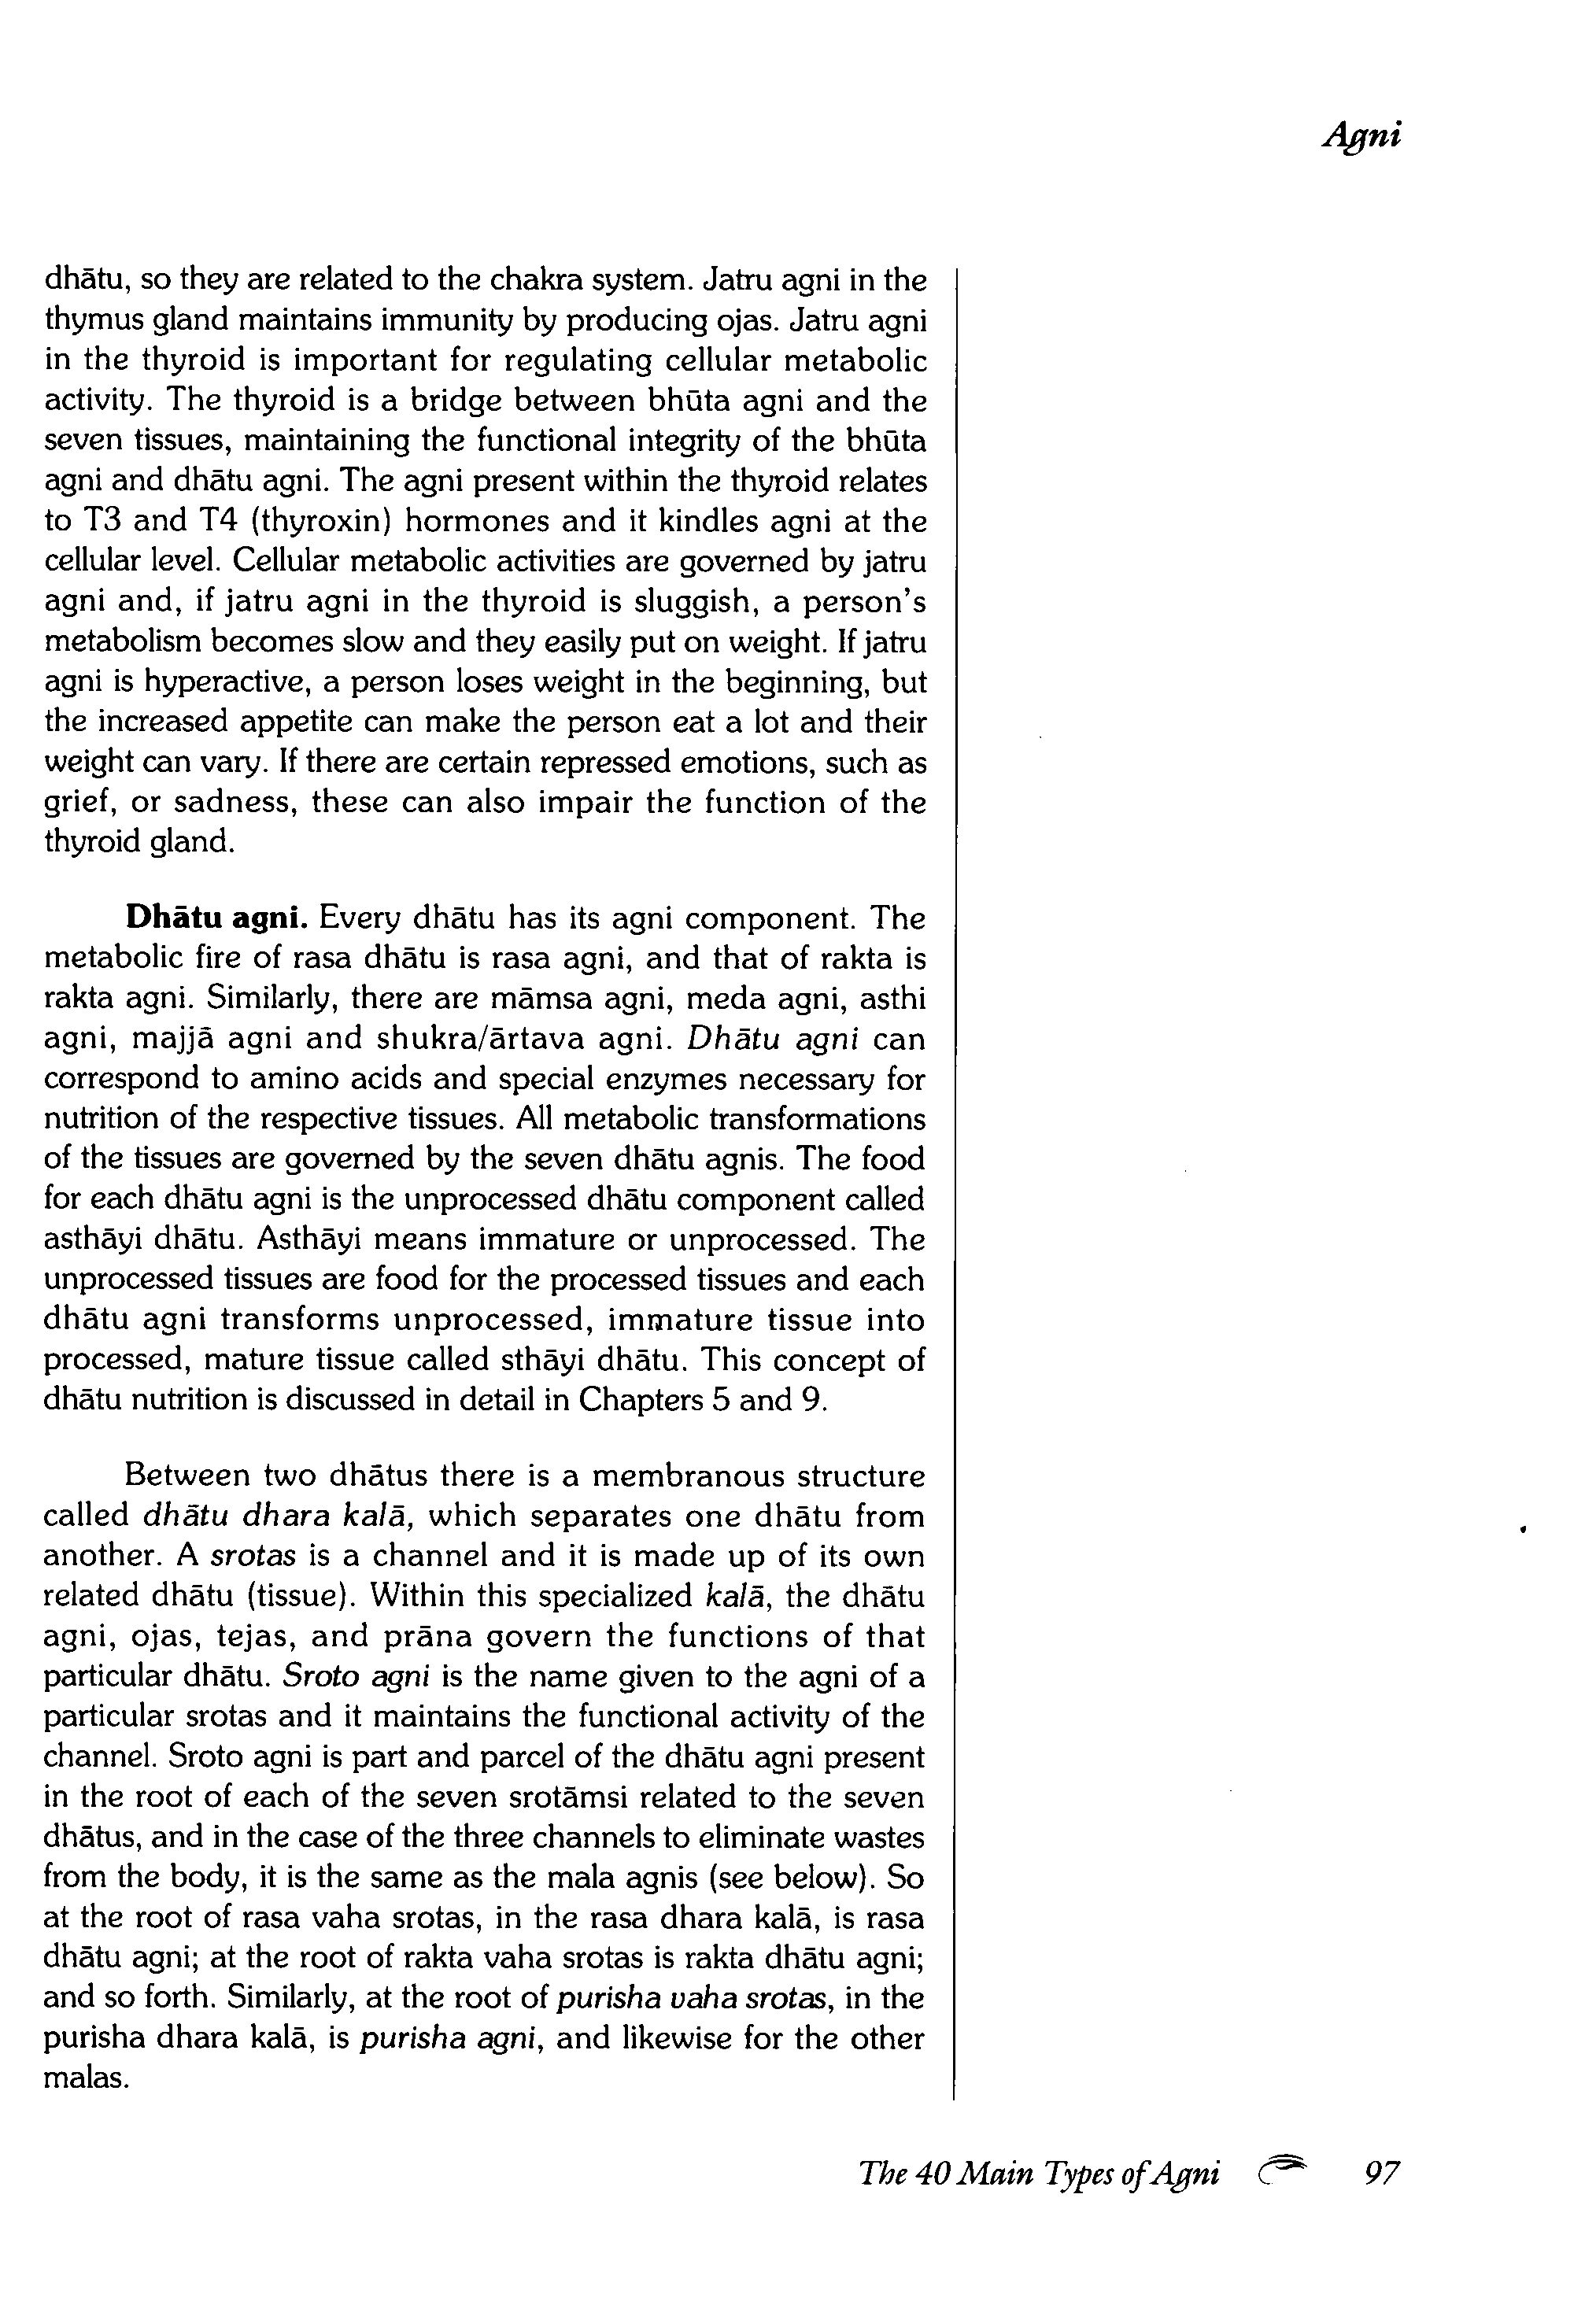 Agni
dhātu, so they are related to the chakra system. Jatru agni in the
thymus gland maintains immunity by producing ojas. Jatru agni
in the thyroid is important for regulating cellular metabolic
activity. The thyroid is a bridge between bhūta agni and the
seven tissues, maintaining the functional integrity of the bhūta
agni and dhātu agni. The agni present within the thyroid relates
to T3 and T4 (thyroxin) hormones and it kindles agni at the
cellular level. Cellular metabolic activities are governed by jatru
agni and, if jatru agni in the thyroid is sluggish, a person's
metabolism becomes slow and they easily put on weight. If jatru
agni is hyperactive, a person loses weight in the beginning, but
the increased appetite can make the person eat a lot and their
weight can vary. If there are certain repressed emotions, such as
grief, or sadness, these can also impair the function of the
thyroid gland.
Dhātu agni. Every dhātu has its agni component. The
metabolic fire of rasa dhātu is rasa agni, and that of rakta is
rakta agni. Similarly, there are māmsa agni, meda agni, asthi
agni, majjā agni and shukra/ārtava agni. Dhātu agni can
correspond to amino acids and special enzymes necessary for
nutrition of the respective tissues. All metabolic transformations
of the tissues are governed by the seven dhātu agnis. The food
for each dhātu agni is the unprocessed dhātu component called
asthāyi dhātu. Asthāyi means immature or unprocessed. The
unprocessed tissues are food for the processed tissues and each
dhātu agni transforms unprocessed, immature tissue into
processed, mature tissue called sthāyi dhātu. This concept of
dhātu nutrition is discussed in detail in Chapters 5 and 9.
Between two dhātus there is a membranous structure
called dhātu dhara kalā, which separates one dhātu from
another. A srotas is a channel and it is made up of its own
related dhātu (tissue). Within this specialized kalā, the dhātu
agni, ojas, tejas, and prāna govern the functions of that
particular dhātu. Sroto agni is the name given to the agni of a
particular srotas and it maintains the functional activity of the
channel. Sroto agni is part and parcel of the dhātu agni present
in the root of each of the seven srotāmsi related to the seven
dhātus, and in the case of the three channels to eliminate wastes
from the body, it is the same as the mala agnis (see below). So
at the root of rasa vaha srotas, in the rasa dhara kalā, is rasa
dhātu agni; at the root of rakta vaha srotas is rakta dhātu agni;
and so forth. Similarly, at the root of purisha vaha srotas, in the
purisha dhara kalā, is purisha agni, and likewise for the other
malas.
The 40 Main Types of Agni 97